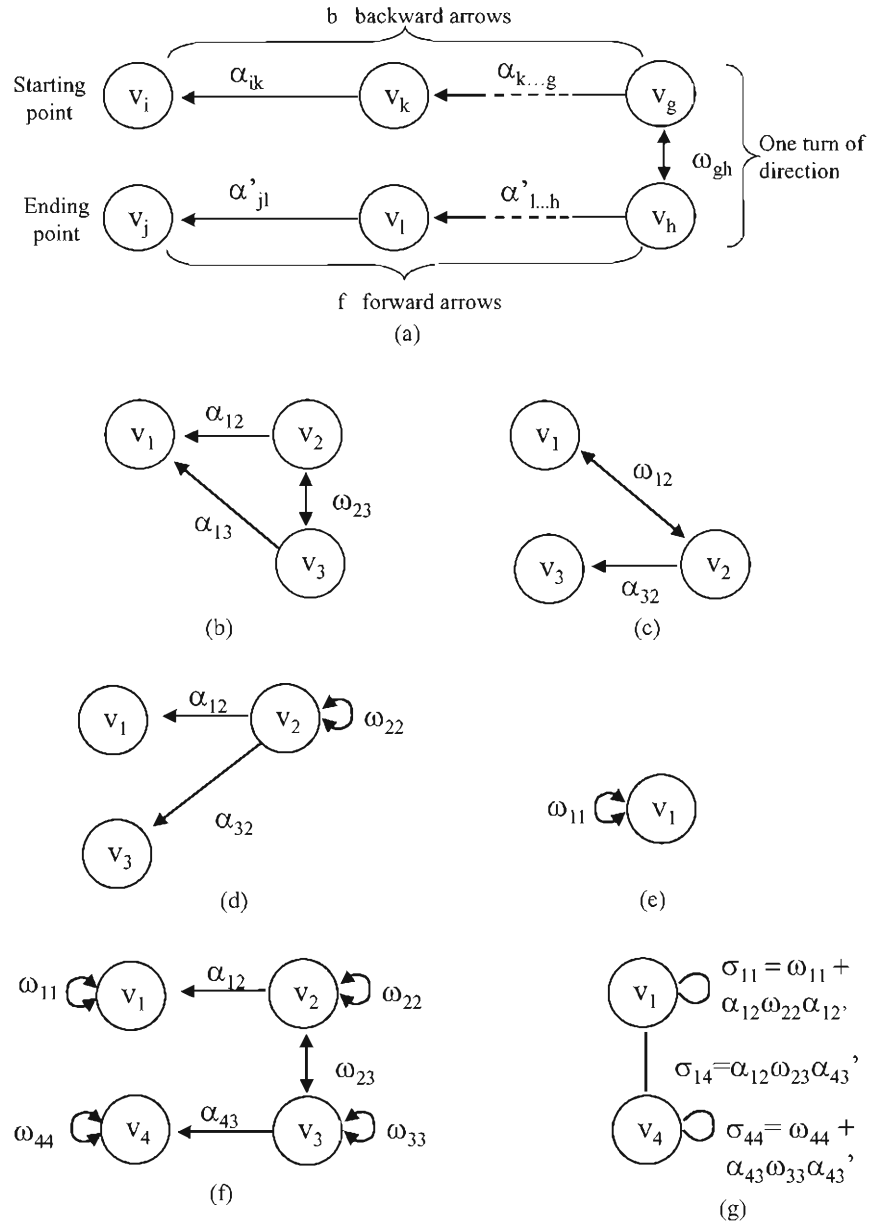 b backward arrows
Starting point
v_i
α_ik
v_k
α_k...g
v_g
ω_gh
One turn of direction
Ending point
v_j
α'_jl
v_l
α'_l...h
v_h
f forward arrows
(a)
v_1
α_12
v_2
α_13
ω_23
v_3
(b)
v_1
ω_12
v_3
α_32
v_2
(c)
v_1
α_12
v_2
ω_22
α_32
v_3
(d)
ω_11
v_1
(e)
ω_11
v_1
α_12
v_2
ω_22
ω_23
ω_44
v_4
α_43
v_3
ω_33
(f)
v_1
σ_11 = ω_11 +
α_12ω_22α_12'
σ_14=α_12ω_23α_43'
v_4
σ_44= ω_44 +
α_43ω_33α_43'
(g)